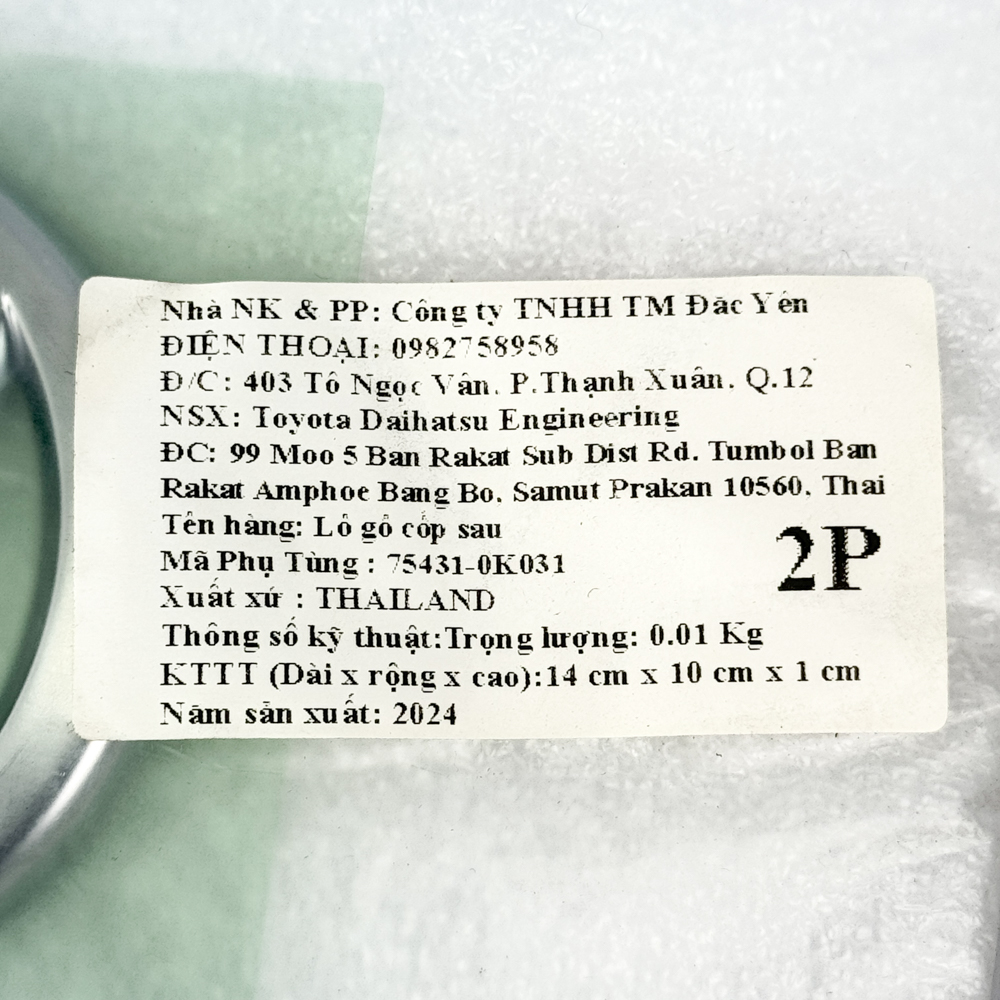 Nhà NK & PP: Công ty TNHH TM Đăc Yên
ĐIỆN THOẠI: 0982758958
Đ/C: 403 Tô Ngọc Vân. P.Thạnh Xuân. Q.12
NSX: Toyota Daihatsu Engineering
ĐC: 99 Moo 5 Ban Rakat Sub Dist Rd. Tumbol Ban
Rakat Amphoe Bang Bo. Samut Prakan 10560. Thai
Tên hàng: Lô gô cốp sau
Mã Phụ Tùng : 75431-0K031
2P
Xuất xứ : THAILAND
Thông số kỹ thuật:Trọng lượng: 0.01 Kg
KTTT (Dài x rộng x cao):14 cm x 10 cm x 1 cm
Năm sản xuất: 2024